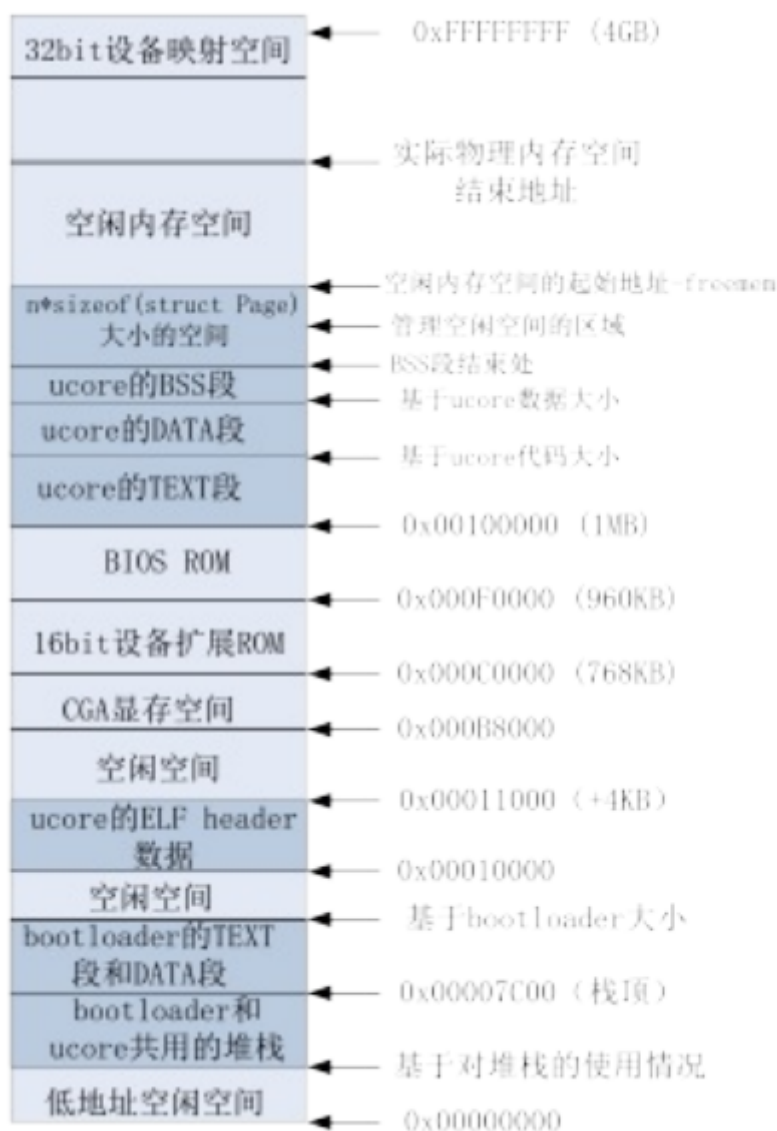 32bit设备映射空间
0xFFFFFFFF (4GB)
实际物理内存空间
结束地址
空闲内存空间
空闲内存空间的起始地址-freemem
n*sizeof(struct Page)
大小的空间
管理空闲空间的区域
BSS段结束处
ucore的BSS段
基于ucore数据大小
ucore的DATA段
基于ucore代码大小
ucore的TEXT段
0x00100000 (1MB)
BIOS ROM
0x000F0000 (960KB)
16bit设备扩展ROM
0x000C0000 (768KB)
CGA显存空间
0x000B8000
空闲空间
0x00011000 (+4KB)
ucore的ELF header
数据
0x00010000
空闲空间
基于bootloader大小
bootloader的TEXT
段和DATA段
0x00007C00 (栈顶)
bootloader和
ucore共用的堆栈
基于对堆栈的使用情况
低地址空闲空间
0x00000000